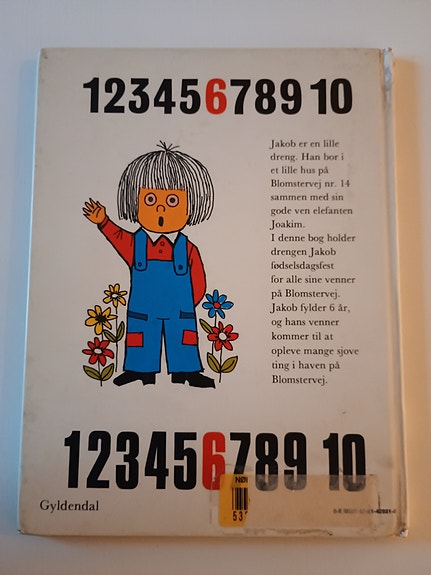 12345678910
Jakob er en lille
dreng. Han bor i
et lille hus på
Blomstervej nr. 14
sammen med sin
gode ven elefanten
Joakim.
I denne bog holder
drengen Jakob
fødselsdagsfest
for alle sine venner
på Blomstervej.
Jakob fylder 6 år,
og hans venner
kommer til at
opleve mange sjove
ting i haven på
Blomstervej.
12345678910
Gyldendal